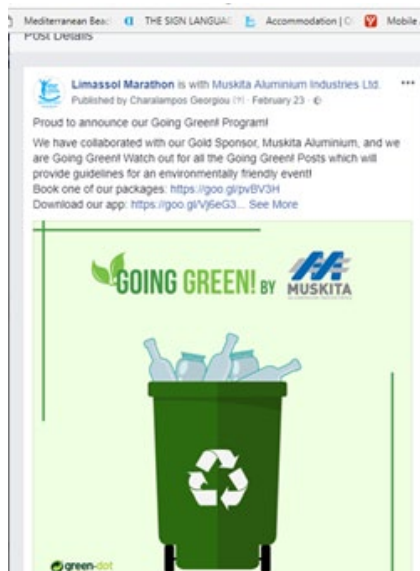 Mediterranean Beac
THE SIGN LANGUAG
Accommodation | O
Mobile
Post Details
Limassol Marathon is with Muskita Aluminium Industries Ltd.
Published by Charalampos Georgiou [?] · February 23 ·
Proud to announce our Going Green! Program!
We have collaborated with our Gold Sponsor, Muskita Aluminium, and we
are Going Green! Watch out for all the Going Green! Posts which will
provide guidelines for an environmentally friendly event!
Book one of our packages: https://goo.gl/pvBV3H
Download our app: https://goo.gl/Vj6eG3... See More
GOING GREEN! BY MUSKITA
green-dot